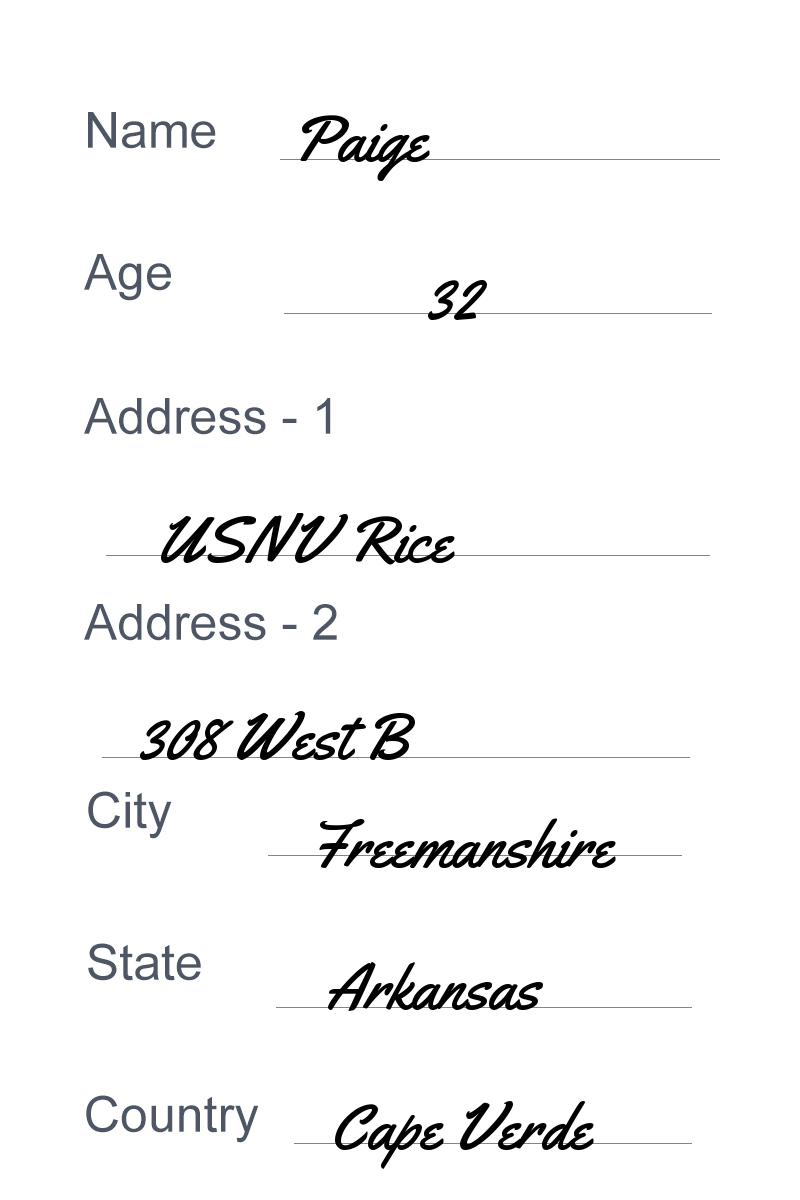 Name Paige
Age 32
Address - 1
USNV Rice
Address - 2
308 West B
City Freemanshire
State Arkansas
Country Cape Verde